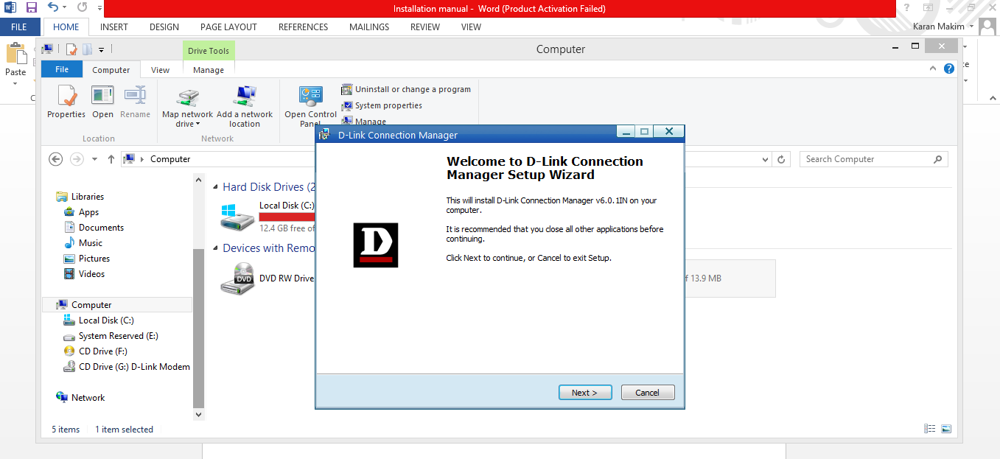 Installation manual - Word (Product Activation Failed)
FILE HOME INSERT DESIGN PAGE LAYOUT REFERENCES MAILINGS REVIEW VIEW
Karan Makim
Paste
Drive Tools
Computer
File Computer View Manage
Properties Open Rename
Location
Map network drive
Add a network location
Network
Open Control Panel
Uninstall or change a program
System properties
Manage
Computer
Search Computer
Libraries
Apps
Documents
Music
Pictures
Videos
Computer
Local Disk (C:)
System Reserved (E:)
CD Drive (F:)
CD Drive (G:) D-Link Modem
Network
Hard Disk Drives (2
Local Disk (C:)
12.4 GB free of
Devices with Remo
DVD RW Drive
DVD
f 13.9 MB
D-Link Connection Manager
D
Welcome to D-Link Connection
Manager Setup Wizard
This will install D-Link Connection Manager v6.0.1IN on your
computer.
It is recommended that you close all other applications before
continuing.
Click Next to continue, or Cancel to exit Setup.
Next > Cancel
5 items 1 item selected